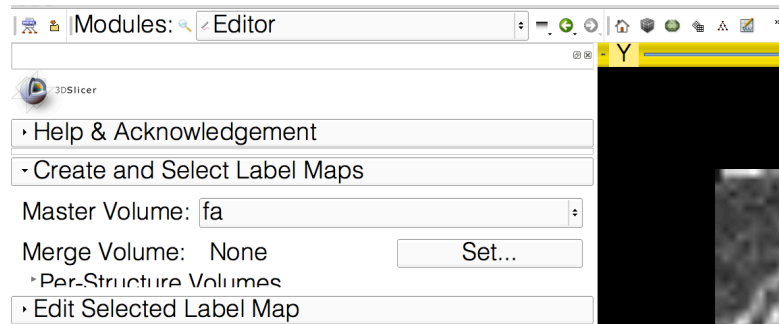 Modules: Editor
Y
3DSlicer
Help & Acknowledgement
Create and Select Label Maps
Master Volume: fa
Merge Volume: None Set...
Per-Structure Volumes
Edit Selected Label Map